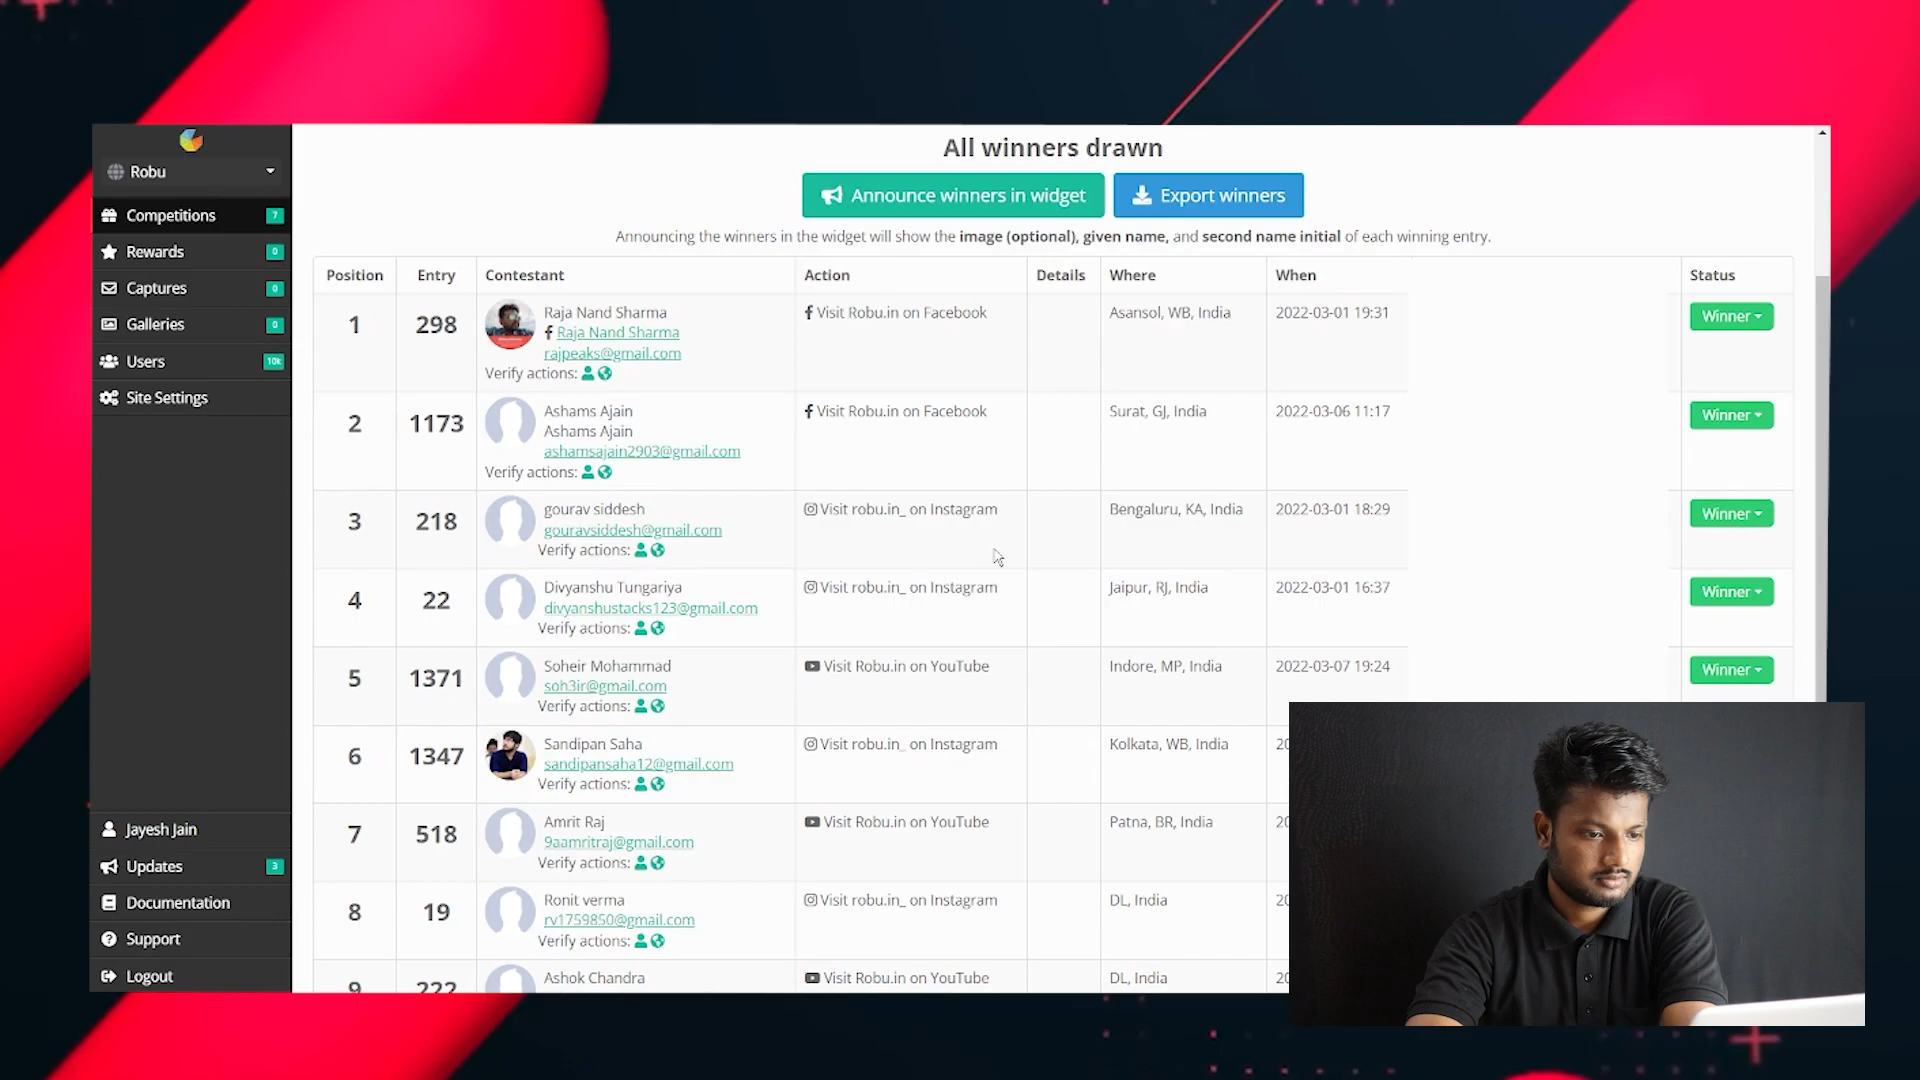 Robu
Competitions 7
Rewards 0
Captures 0
Galleries 0
Users 10k
Site Settings
Jayesh Jain
Updates 3
Documentation
Support
Logout
All winners drawn
Announce winners in widget
Export winners
Announcing the winners in the widget will show the image (optional), given name, and second name initial of each winning entry.
Position Entry Contestant Action Details Where When Status
1 298 Raja Nand Sharma Visit Robu.in on Facebook Asansol, WB, India 2022-03-01 19:31 Winner
Raja Nand Sharma
rajpeaks@gmail.com
Verify actions:
2 1173 Ashams Ajain Visit Robu.in on Facebook Surat, GJ, India 2022-03-06 11:17 Winner
Ashams Ajain
ashamsajain2903@gmail.com
Verify actions:
3 218 gourav siddesh Visit robu.in_ on Instagram Bengaluru, KA, India 2022-03-01 18:29 Winner
gouravsiddesh@gmail.com
Verify actions:
4 22 Divyanshu Tungariya Visit robu.in_ on Instagram Jaipur, RJ, India 2022-03-01 16:37 Winner
divyanshustacks123@gmail.com
Verify actions:
5 1371 Soheir Mohammad Visit Robu.in on YouTube Indore, MP, India 2022-03-07 19:24 Winner
soh3ir@gmail.com
Verify actions:
6 1347 Sandipan Saha Visit robu.in_ on Instagram Kolkata, WB, India 20
sandipansaha12@gmail.com
Verify actions:
7 518 Amrit Raj Visit Robu.in on YouTube Patna, BR, India 20
9aamritraj@gmail.com
Verify actions:
8 19 Ronit verma Visit robu.in_ on Instagram DL, India 20
rv1759850@gmail.com
Verify actions:
9 222 Ashok Chandra Visit Robu.in on YouTube DL, India 20